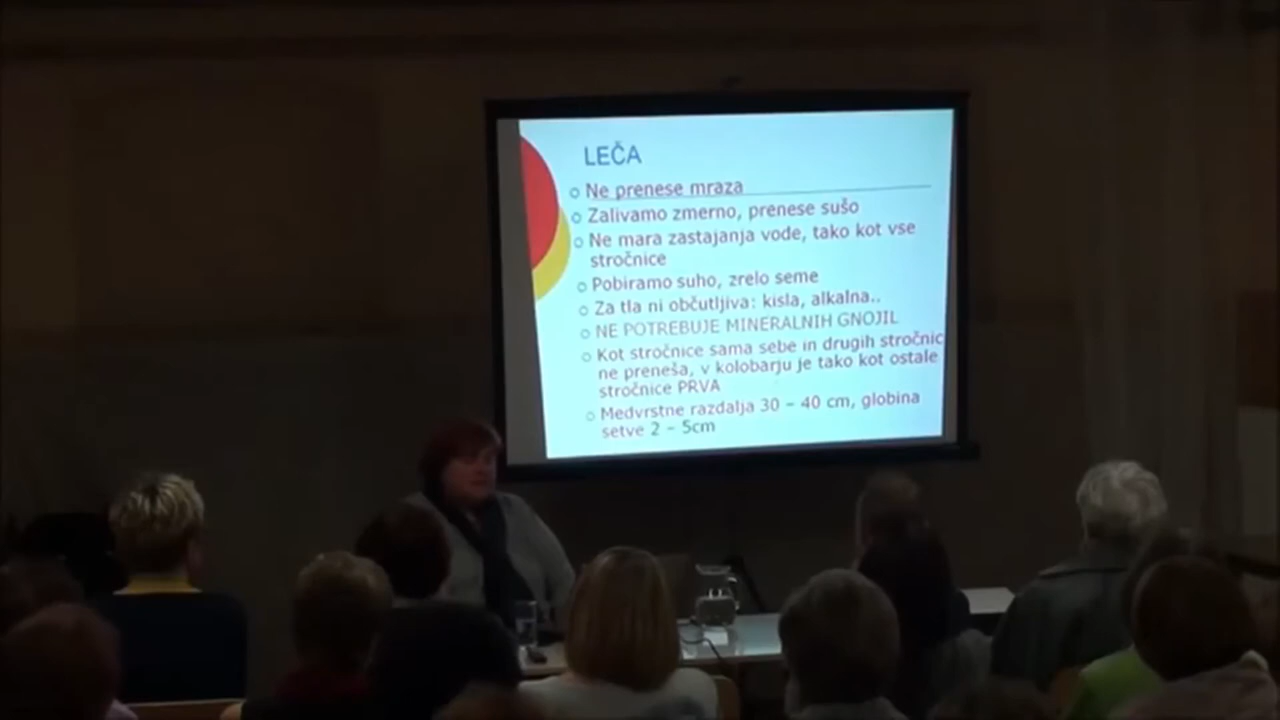 LEČA
Ne prenese mraza
Zalivamo zmerno, prenese sušo
Ne mara zastajanja vode, tako kot vse
stročnice
Pobiramo suho, zrelo seme
Za tla ni občutljiva: kisla, alkalna..
NE POTREBUJE MINERALNIH GNOJIL
Kot stročnice sama sebe in drugih stročnic
ne preneša, v kolobarju je tako kot ostale
stročnice PRVA
Medvrstne razdalja 30 – 40 cm, globina
setve 2 – 5cm